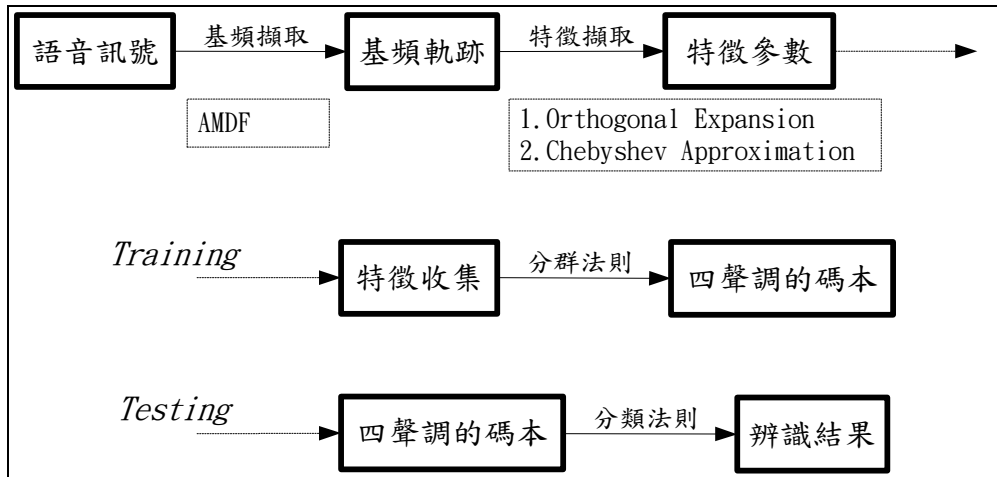 語音訊號
基頻擷取
基頻軌跡
特徵擷取
特徵參數
AMDF
1.Orthogonal Expansion
2.Chebyshev Approximation
Training
特徵收集
分群法則
四聲調的碼本
Testing
四聲調的碼本
分類法則
辨識結果